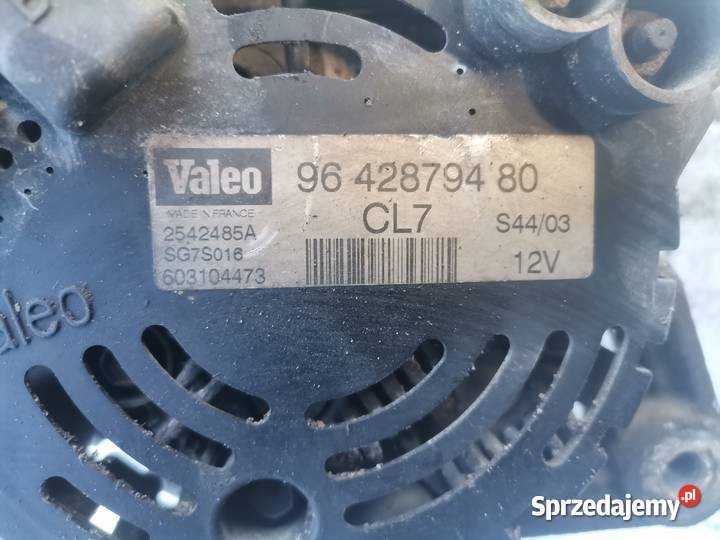 Valeo
96 428794 80
MADE IN FRANCE
CL7
S44/03
2542485A
SG7S016
603104473
12V
Valeo
Sprzedajemy.pl